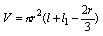 V = πr²(l + l₁ − 2r/3)